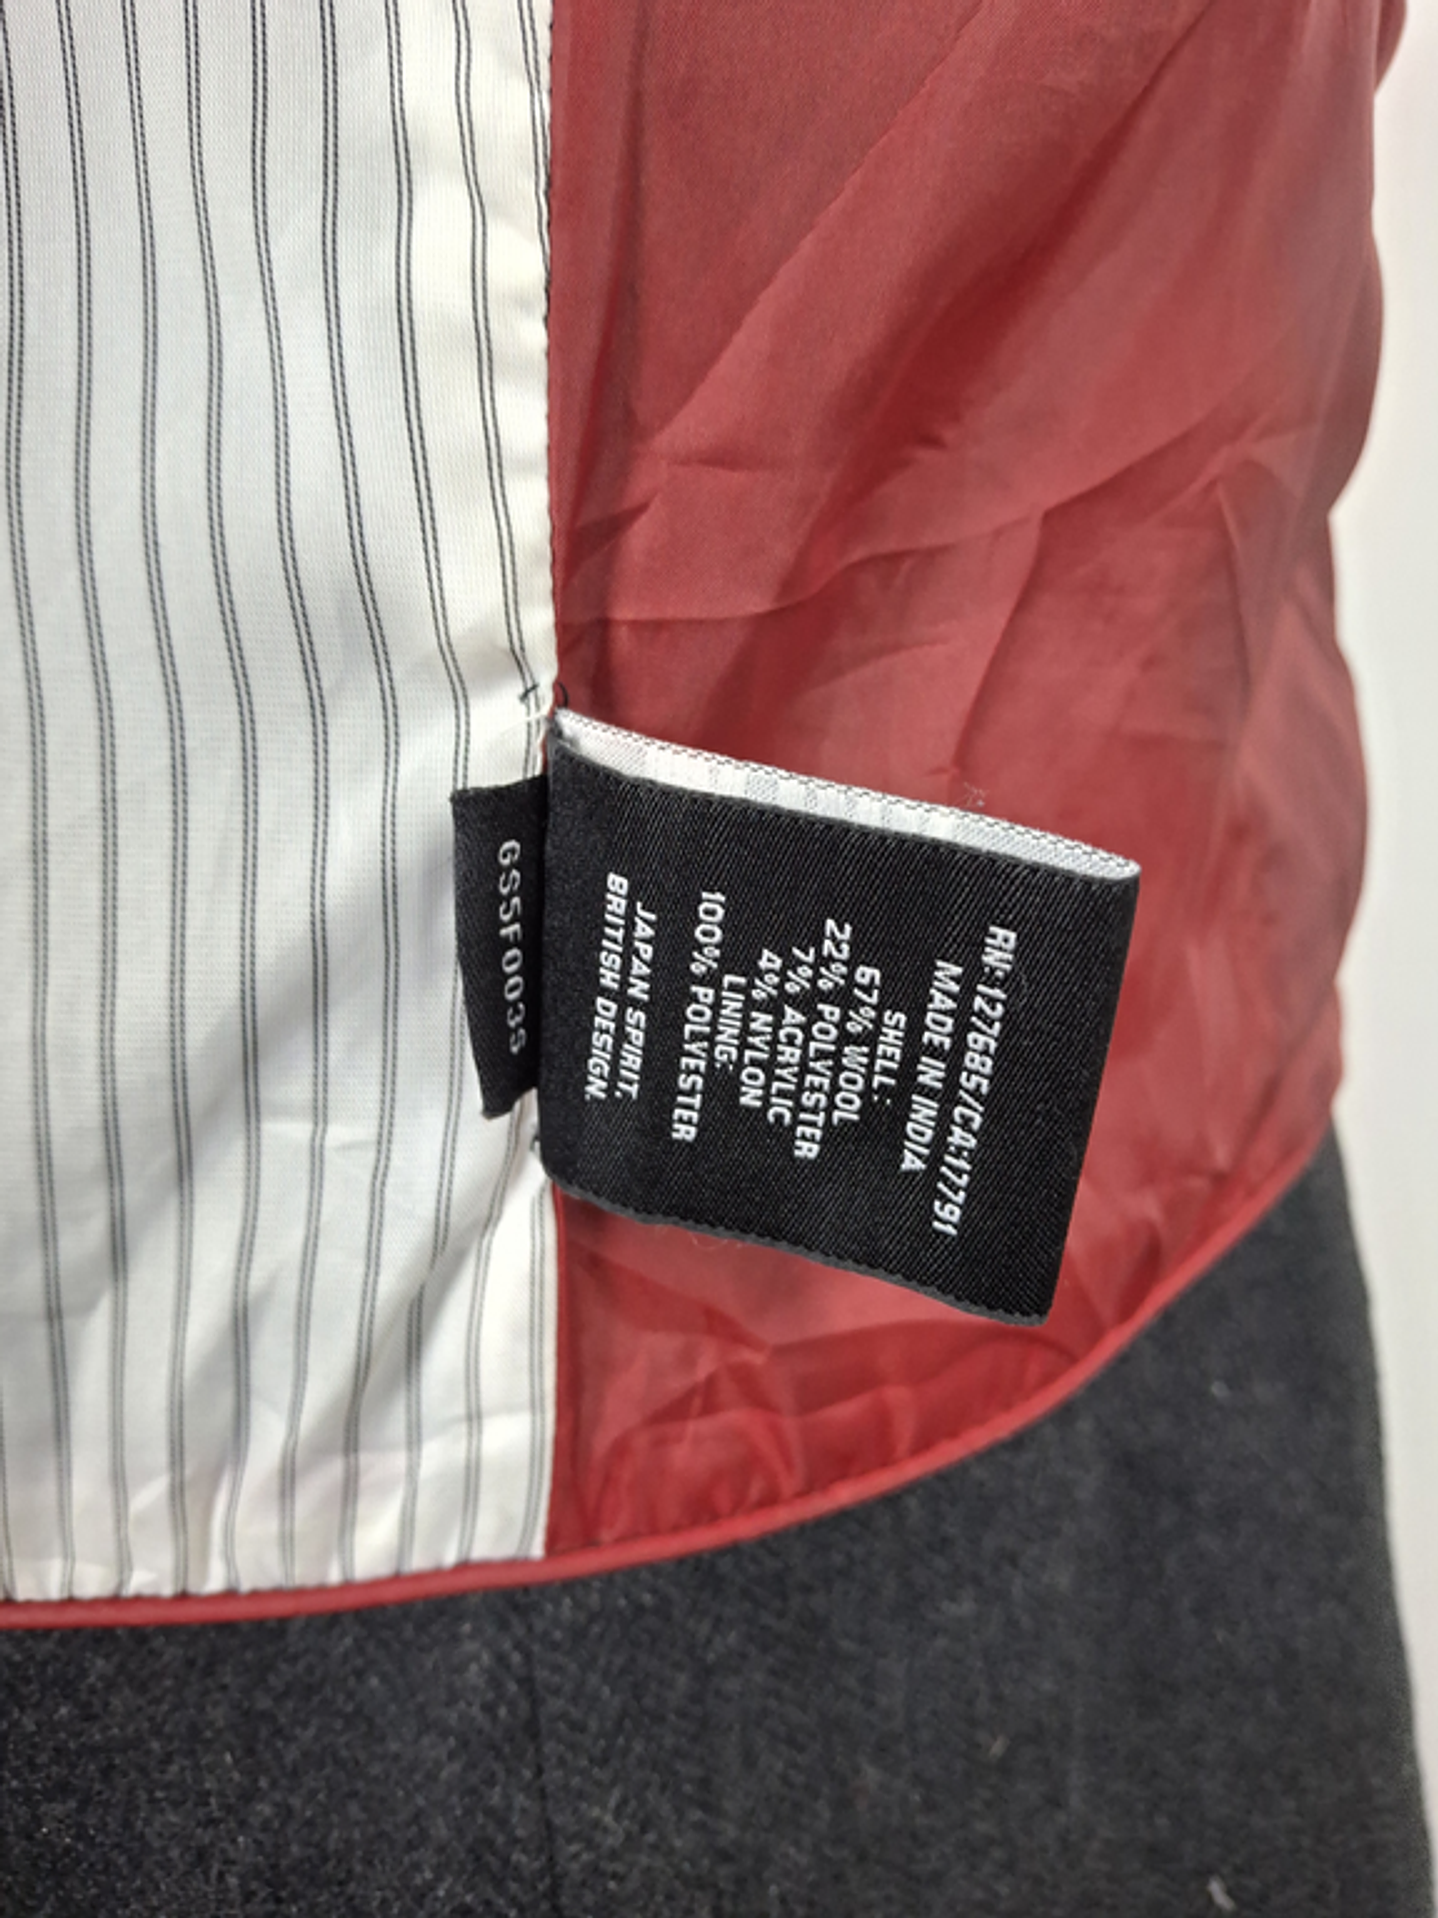 RN: 127685/CA:17791
MADE IN INDIA
SHELL:
67% WOOL
22% POLYESTER
7% ACRYLIC
4% NYLON
LINING:
100% POLYESTER
JAPAN SPIRIT.
BRITISH DESIGN.
GS5F0035